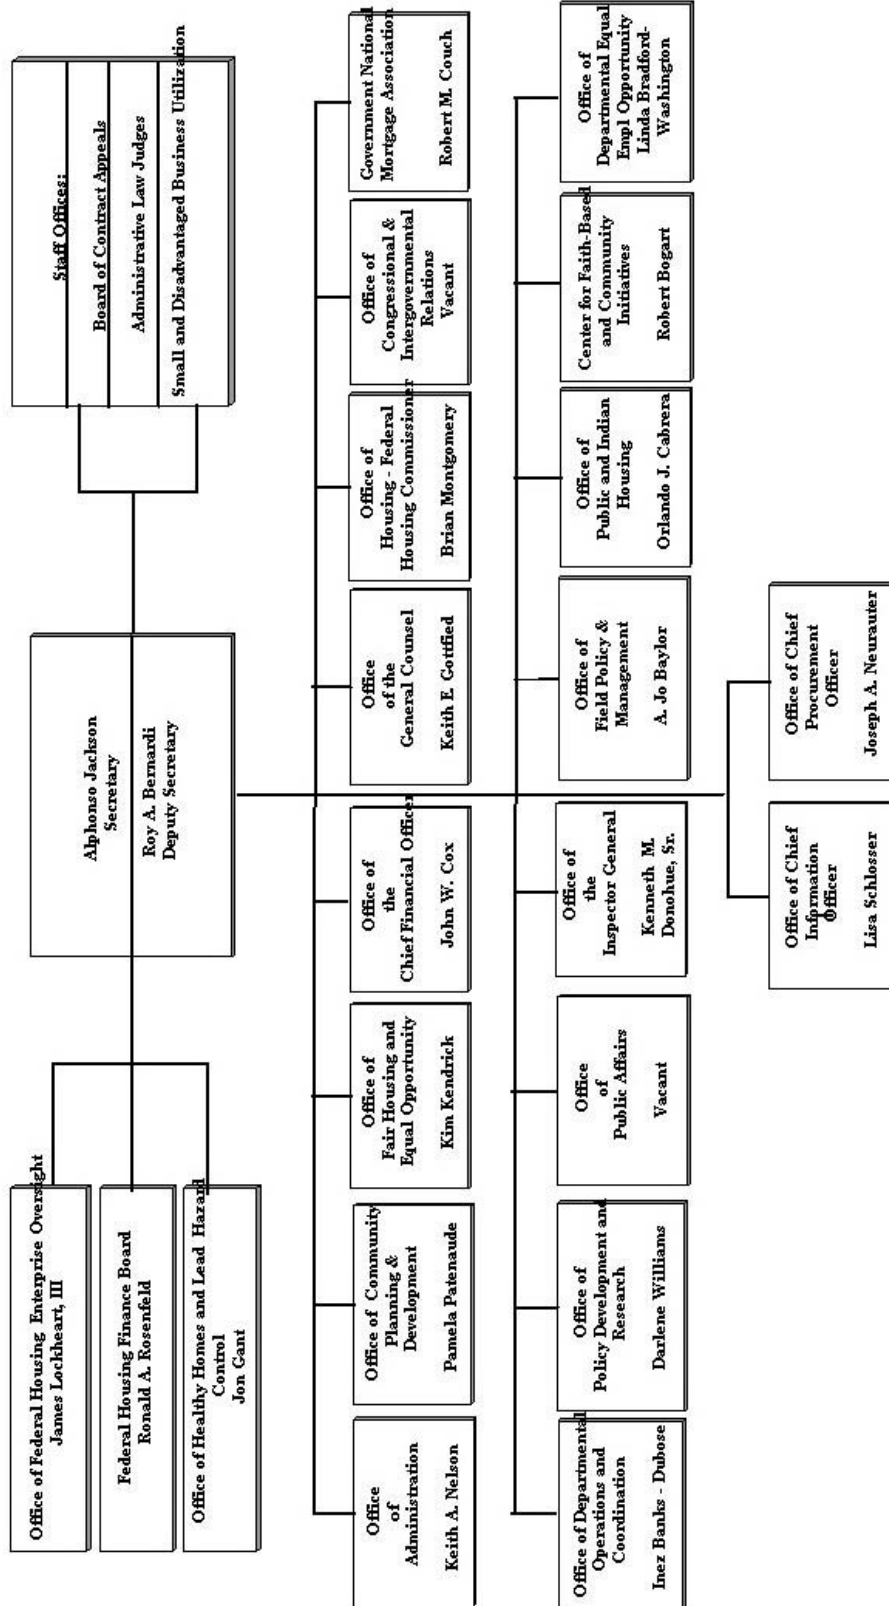 Office of Federal Housing Enterprise Oversight
James Lockheart, III
Federal Housing Finance Board
Ronald A. Rosenfeld
Office of Healthy Homes and Lead Hazard
Control
Jon Gant
Alphonso Jackson
Secretary
Roy A. Bernardi
Deputy Secretary
Staff Offices:
Board of Contract Appeals
Administrative Law Judges
Small and Disadvantaged Business Utilization
Office
of
Administration
Keith A. Nelson
Office of Community
Planning &
Development
Pamela Patenaude
Office of
Fair Housing and
Equal Opportunity
Kim Kendrick
Office of
the
Chief Financial Officer
John W. Cox
Office
of the
General Counsel
Keith E Gottfied
Office of
Housing - Federal
Housing Commissioner
Brian Montgomery
Office of
Congressional &
Intergovernmental
Relations
Vacant
Government National
Mortgage Association
Robert M. Couch
Office of Departmental
Operations and
Coordination
Inez Banks - Dubose
Office of
Policy Development and
Research
Darlene Williams
Office
of
Public Affairs
Vacant
Office of
the
Inspector General
Kenneth M.
Donohue, Sr.
Office of
Field Policy &
Management
A. Jo Baylor
Office of
Public and Indian
Housing
Orlando J. Cabrera
Center for Faith-Based
and Community
Initiatives
Robert Bogart
Office of
Departmental Equal
Empl Opportunity
Linda Bradford-
Washington
Office of Chief
Information
Officer
Lisa Schlosser
Office of Chief
Procurement
Officer
Joseph A. Neurauter